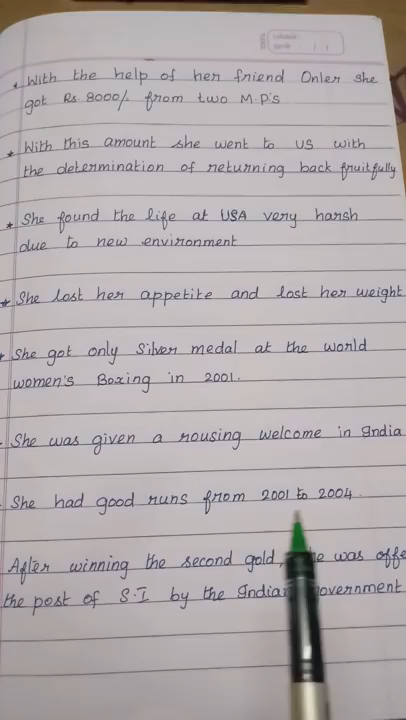 * With the help of her friend Onler she
got Rs. 8000/- from two M.P's
* With this amount she went to US with
the determination of returning back fruitfully
* She found the life at USA very harsh
due to new environment
* She lost her appetite and lost her weight
* She got only Silver medal at the world
women's Boxing in 2001.
She was given a rousing welcome in India
She had good runs from 2001 to 2004.
After winning the second gold, she was offe
the post of S.I by the Indian government